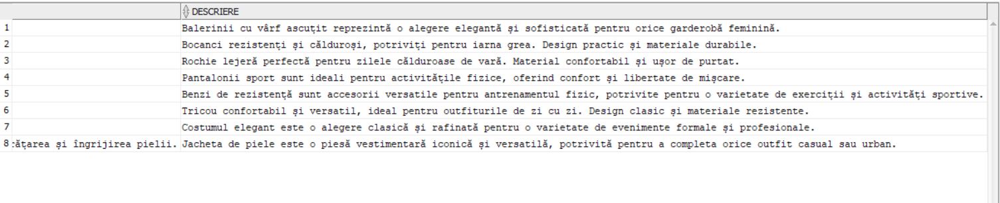 DESCRIERE
1 Balerinii cu vârf ascuțit reprezintă o alegere elegantă și sofisticată pentru orice garderobă feminină.
2 Bocanci rezistenți și călduroși, potriviți pentru iarna grea. Design practic și materiale durabile.
3 Rochie lejeră perfectă pentru zilele călduroase de vară. Material confortabil și ușor de purtat.
4 Pantalonii sport sunt ideali pentru activitățile fizice, oferind confort și libertate de mișcare.
5 Benzi de rezistență sunt accesorii versatile pentru antrenamentul fizic, potrivite pentru o varietate de exerciții și activități sportive.
6 Tricou confortabil și versatil, ideal pentru outfiturile de zi cu zi. Design clasic și materiale rezistente.
7 Costumul elegant este o alegere clasică și rafinată pentru o varietate de evenimente formale și profesionale.
8 ățarea și îngrijirea pielii. Jacheta de piele este o piesă vestimentară iconică și versatilă, potrivită pentru a completa orice outfit casual sau urban.